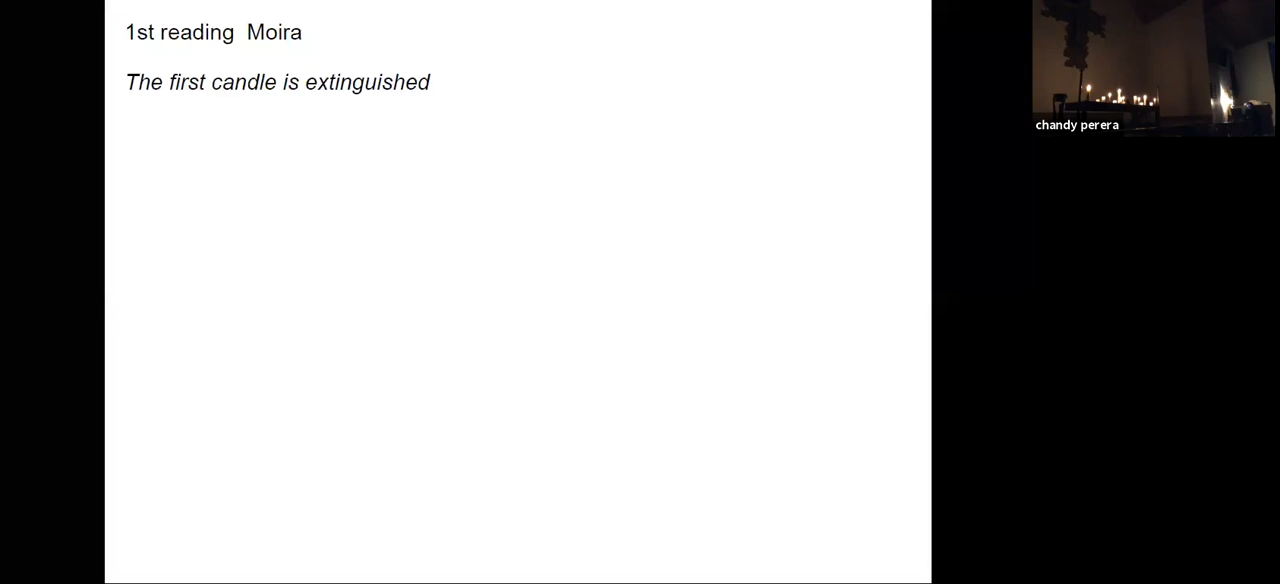 1st reading  Moira
The first candle is extinguished
chandy perera